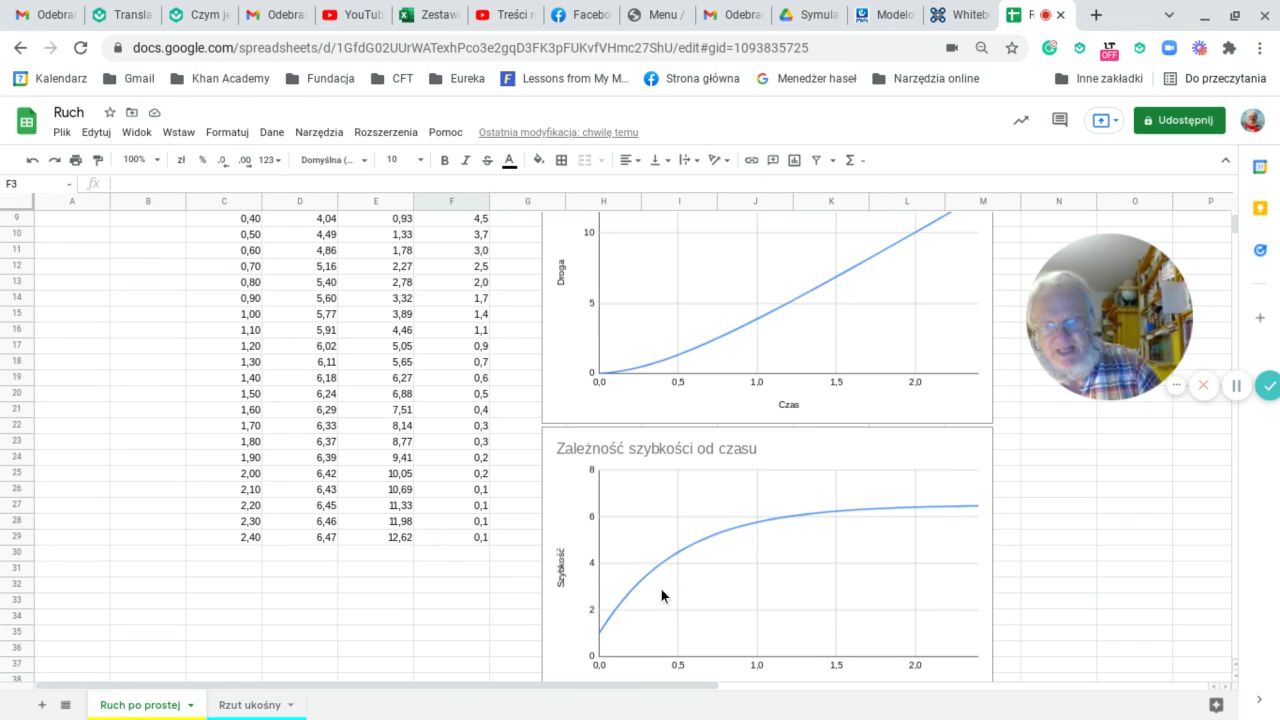 Odebra
Transla
Czym je
Odebra
YouTub
Zestaw
Treści r
Facebo
Menu /
Odebra
Symula
Modelo
Whiteb
R
docs.google.com/spreadsheets/d/1GfdG02UUrWATexhPco3e2gqD3FK3pFUKvfVHmc27ShU/edit#gid=1093835725
LT
OFF
7 Kalendarz
Gmail
Khan Academy
Fundacja
CFT
Eureka
Lessons from My M...
Strona główna
Menedżer haseł
Narzędzia online
Inne zakładki
Do przeczytania
Ruch
Plik Edytuj Widok Wstaw Formatuj Dane Narzędzia Rozszerzenia Pomoc Ostatnia modyfikacja: chwilę temu
Udostępnij
100% zł % .0 .00 123 Domyślna (... 10 B I S A
F3 fx
A B C D E F G H I J K L M N O P
9 0,40 4,04 0,93 4,5
10 0,50 4,49 1,33 3,7
11 0,60 4,86 1,78 3,0
12 0,70 5,16 2,27 2,5
13 0,80 5,40 2,78 2,0
14 0,90 5,60 3,32 1,7
15 1,00 5,77 3,89 1,4
16 1,10 5,91 4,46 1,1
17 1,20 6,02 5,05 0,9
18 1,30 6,11 5,65 0,7
19 1,40 6,18 6,27 0,6
20 1,50 6,24 6,88 0,5
21 1,60 6,29 7,51 0,4
22 1,70 6,33 8,14 0,3
23 1,80 6,37 8,77 0,3
24 1,90 6,39 9,41 0,2
25 2,00 6,42 10,05 0,2
26 2,10 6,43 10,69 0,1
27 2,20 6,45 11,33 0,1
28 2,30 6,46 11,98 0,1
29 2,40 6,47 12,62 0,1
30
31
32
33
34
35
36
37
38
10
Droga
5
0
0,0 0,5 1,0 1,5 2,0
Czas
Zależność szybkości od czasu
8
6
4
Szybkość
2
0
0,0 0,5 1,0 1,5 2,0
Ruch po prostej
Rzut ukośny